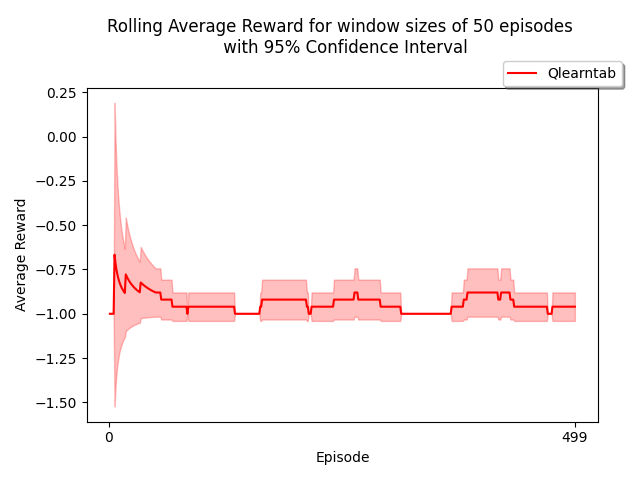 Rolling Average Reward for window sizes of 50 episodes
with 95% Confidence Interval
Qlearntab
0.25
0.00
−0.25
−0.50
−0.75
−1.00
−1.25
−1.50
Average Reward
0
499
Episode